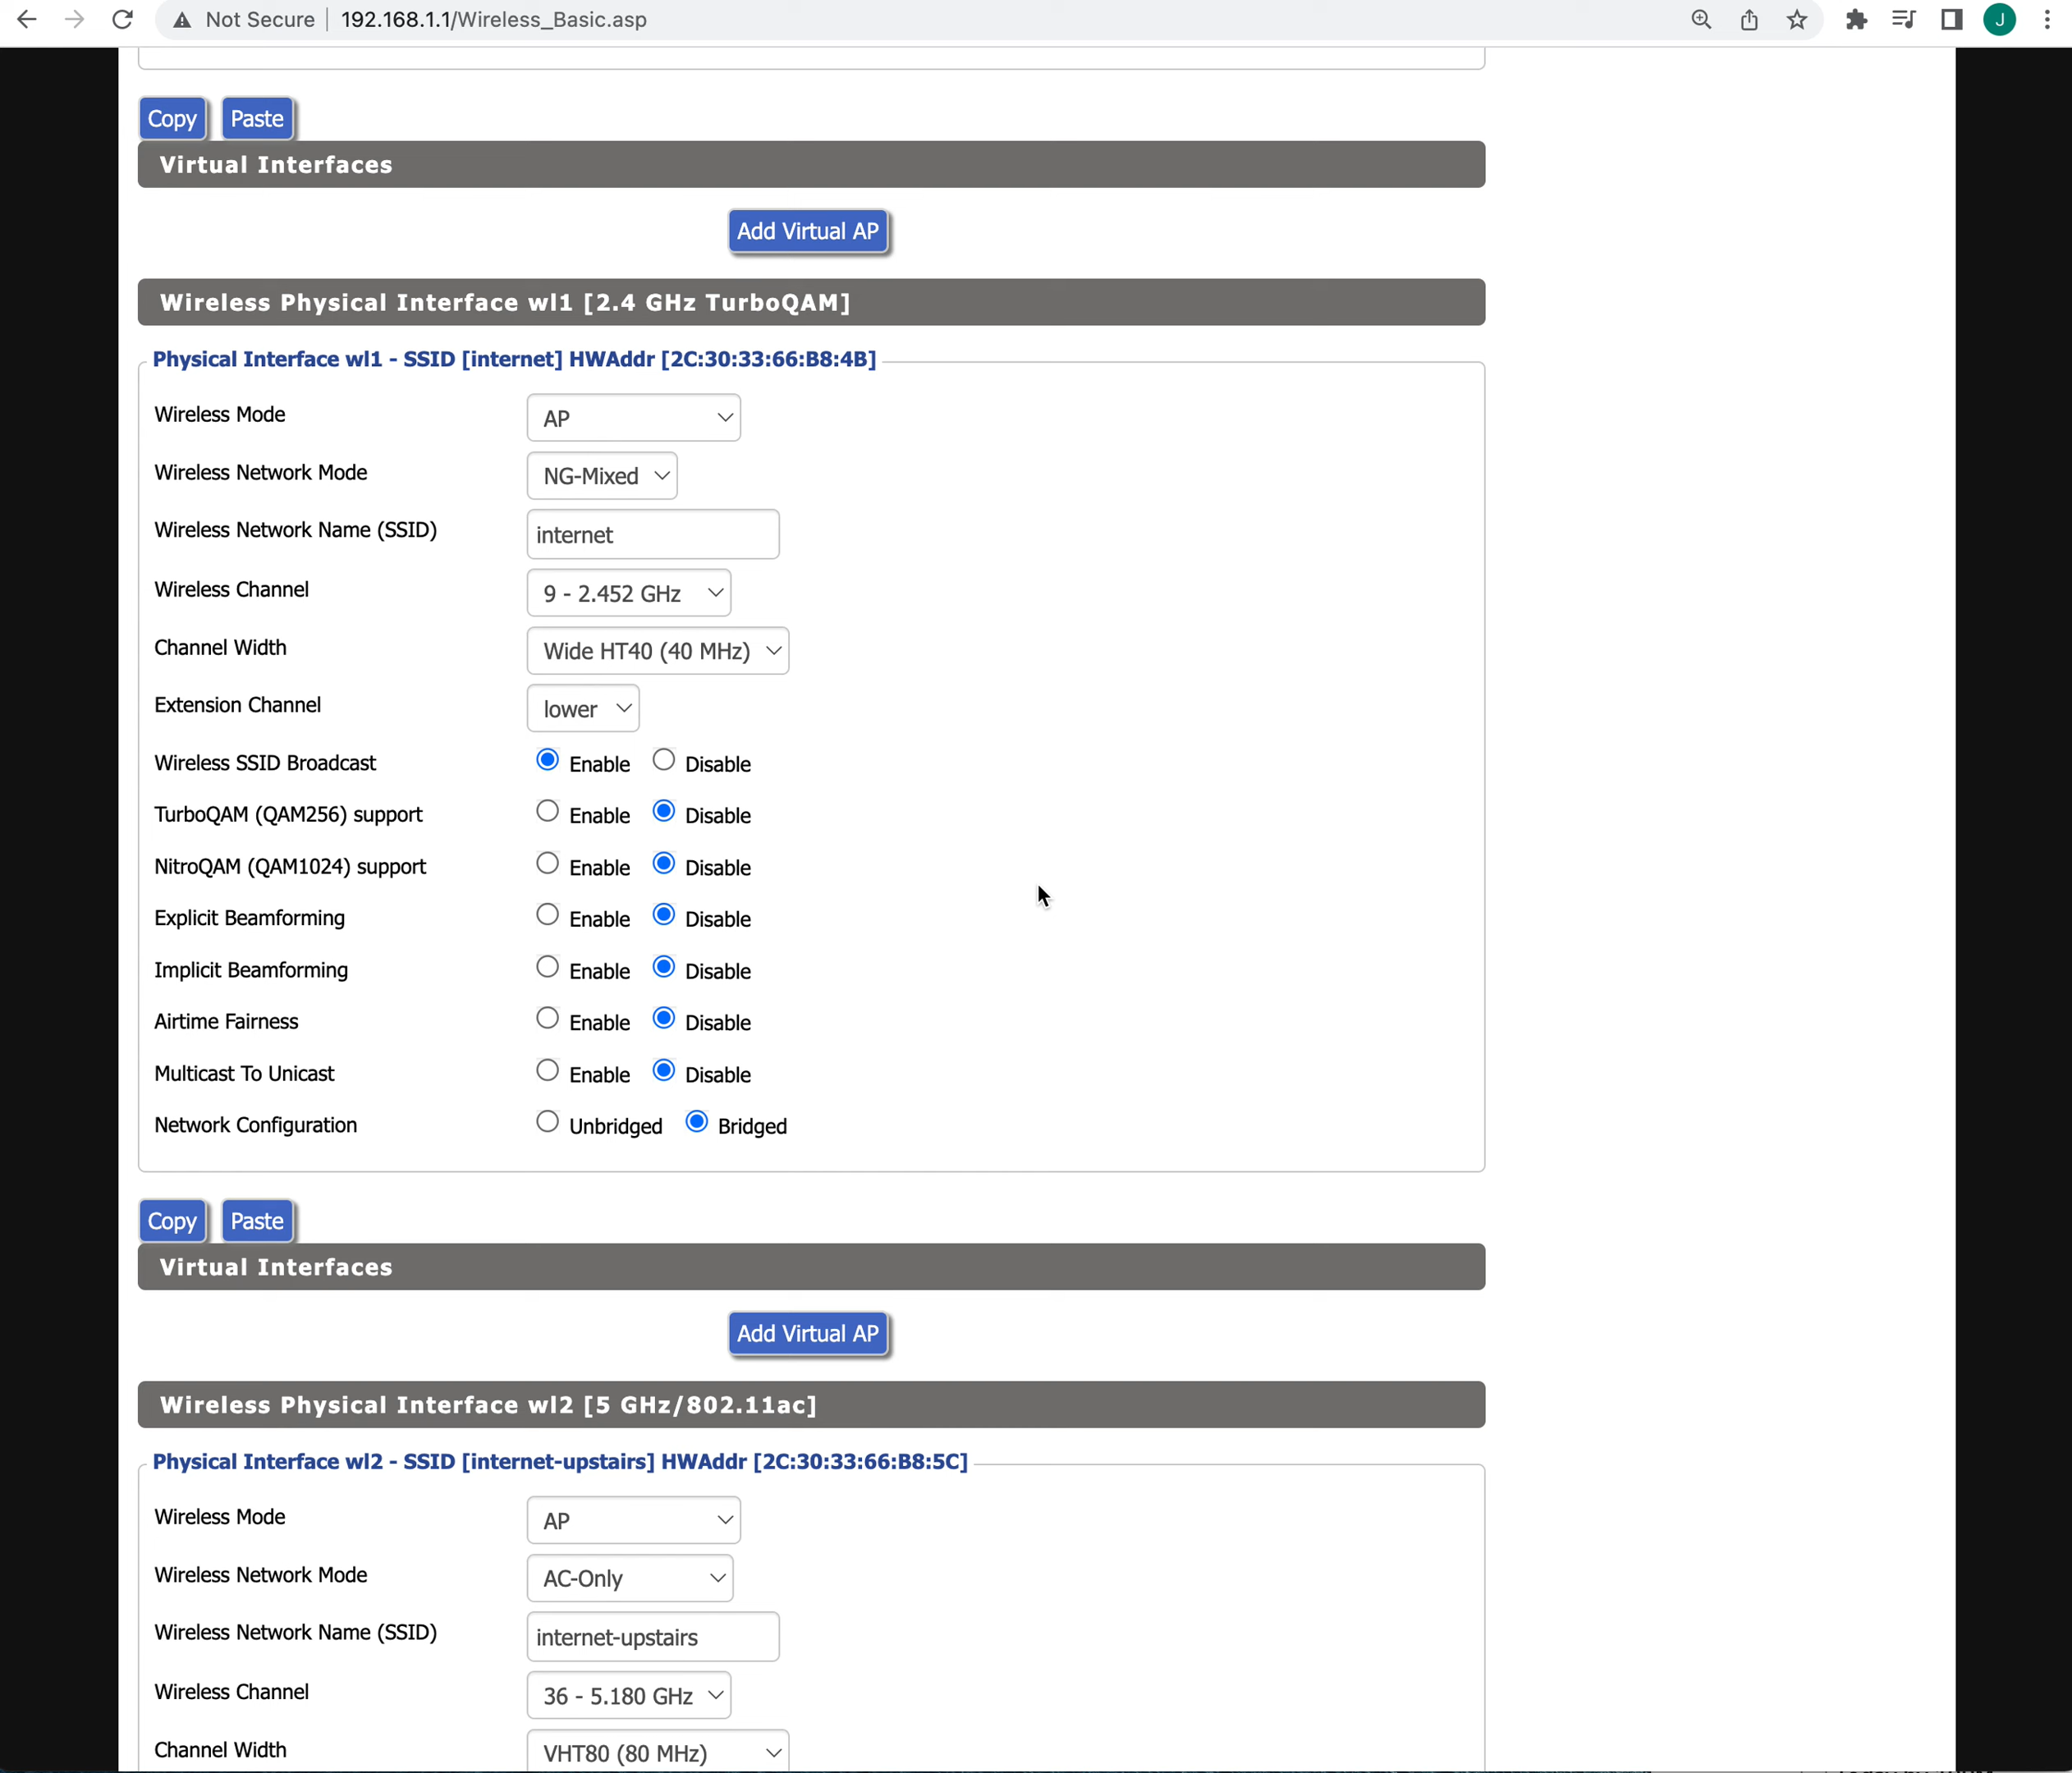 Not Secure | 192.168.1.1/Wireless_Basic.asp
J
Copy Paste
Virtual Interfaces
Add Virtual AP
Wireless Physical Interface wl1 [2.4 GHz TurboQAM]
Physical Interface wl1 - SSID [internet] HWAddr [2C:30:33:66:B8:4B]
Wireless Mode AP
Wireless Network Mode NG-Mixed
Wireless Network Name (SSID) internet
Wireless Channel 9 - 2.452 GHz
Channel Width Wide HT40 (40 MHz)
Extension Channel lower
Wireless SSID Broadcast Enable Disable
TurboQAM (QAM256) support Enable Disable
NitroQAM (QAM1024) support Enable Disable
Explicit Beamforming Enable Disable
Implicit Beamforming Enable Disable
Airtime Fairness Enable Disable
Multicast To Unicast Enable Disable
Network Configuration Unbridged Bridged
Copy Paste
Virtual Interfaces
Add Virtual AP
Wireless Physical Interface wl2 [5 GHz/802.11ac]
Physical Interface wl2 - SSID [internet-upstairs] HWAddr [2C:30:33:66:B8:5C]
Wireless Mode AP
Wireless Network Mode AC-Only
Wireless Network Name (SSID) internet-upstairs
Wireless Channel 36 - 5.180 GHz
Channel Width VHT80 (80 MHz)